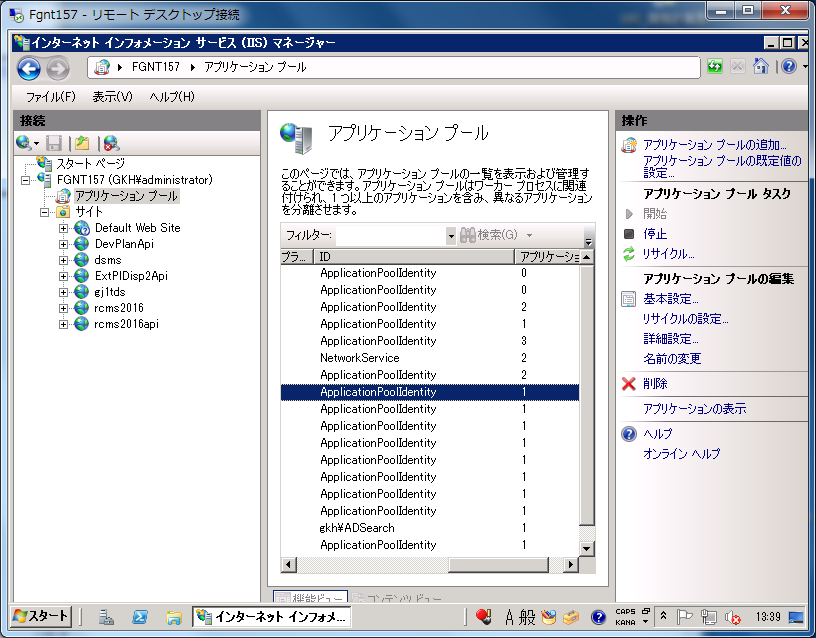 Fgnt157 - リモート デスクトップ接続
インターネット インフォメーション サービス (IIS) マネージャー
FGNT157
アプリケーション プール
ファイル(F)
表示(V)
ヘルプ(H)
接続
スタート ページ
FGNT157 (GKH¥administrator)
アプリケーション プール
サイト
Default Web Site
DevPlanApi
dsms
ExtPIDisp2Api
gj1tds
rcms2016
rcms2016api
アプリケーション プール
このページでは、アプリケーション プールの一覧を表示および管理す
ることができます。アプリケーション プールはワーカー プロセスに関連
付けられ、1 つ以上のアプリケーションを含み、異なるアプリケーション
を分離させます。
フィルター:
検索(G)
プラ...
ID
アプリケーショ
ApplicationPoolIdentity 0
ApplicationPoolIdentity 0
ApplicationPoolIdentity 2
ApplicationPoolIdentity 1
ApplicationPoolIdentity 3
NetworkService 2
ApplicationPoolIdentity 2
ApplicationPoolIdentity 1
ApplicationPoolIdentity 1
ApplicationPoolIdentity 1
ApplicationPoolIdentity 1
ApplicationPoolIdentity 1
ApplicationPoolIdentity 1
ApplicationPoolIdentity 1
ApplicationPoolIdentity 1
gkh¥ADSearch 1
ApplicationPoolIdentity 1
機能ビュー
コンテンツ ビュー
操作
アプリケーション プールの追加...
アプリケーション プールの既定値の
設定...
アプリケーション プール タスク
開始
停止
リサイクル...
アプリケーション プールの編集
基本設定...
リサイクルの設定...
詳細設定...
名前の変更
削除
アプリケーションの表示
ヘルプ
オンライン ヘルプ
スタート
インターネット インフォメ...
A 般
CAPS
KANA
13:39